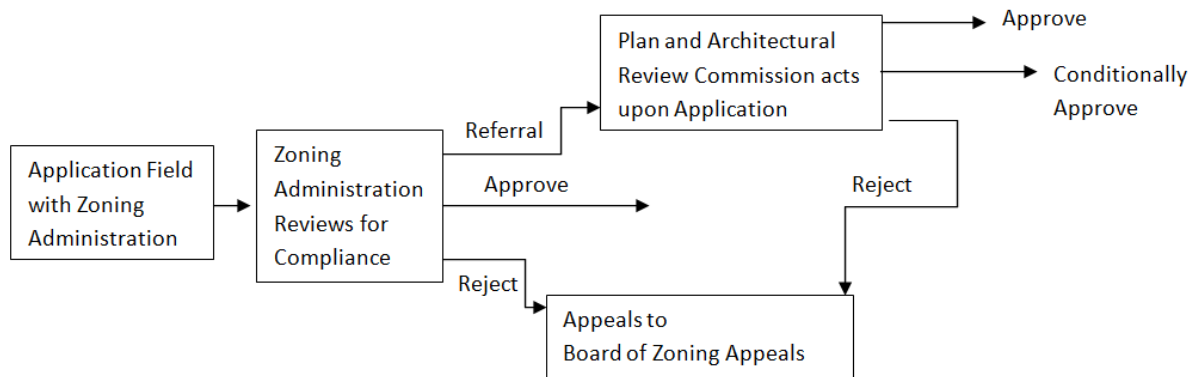 Application Field
with Zoning
Administration
Zoning
Administration
Reviews for
Compliance
Referral
Approve
Reject
Plan and Architectural
Review Commission acts
upon Application
Approve
Conditionally
Approve
Reject
Appeals to
Board of Zoning Appeals